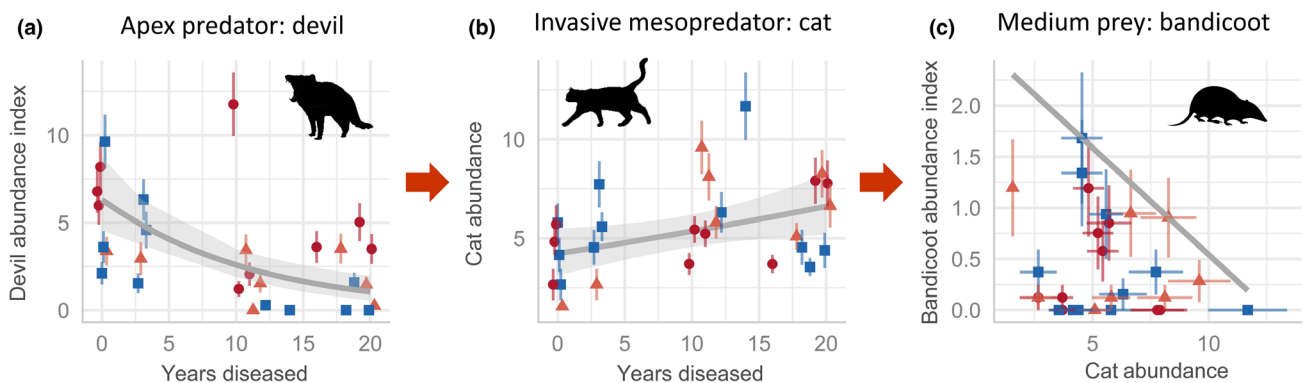 (a) Apex predator: devil
Devil abundance index
10
5
0
0 5 10 15 20
Years diseased
(b) Invasive mesopredator: cat
Cat abundance
10
5
0 5 10 15 20
Years diseased
(c) Medium prey: bandicoot
Bandicoot abundance index
2.0
1.5
1.0
0.5
0.0
5 10
Cat abundance